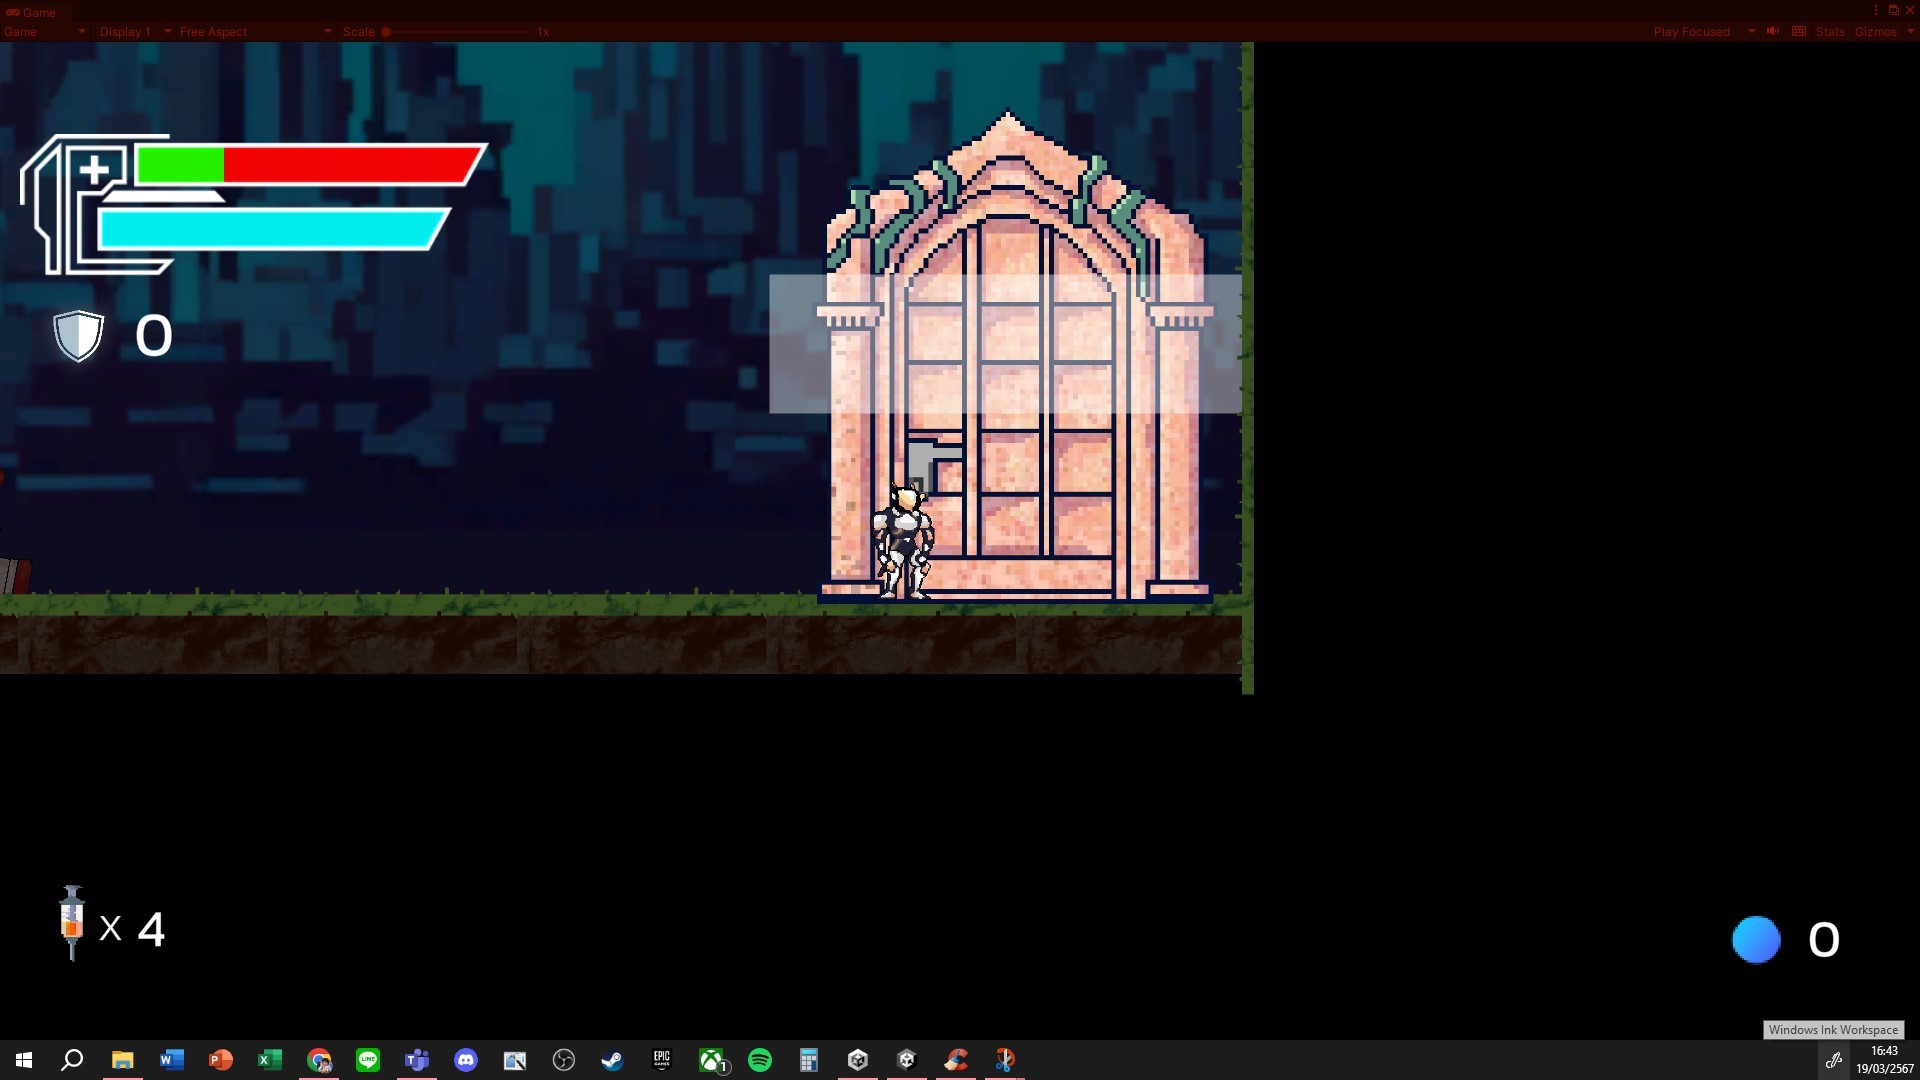 Game
Game Display 1 Free Aspect Scale 1x Play Focused Stats Gizmos
0
X 4
0
Windows Ink Workspace
16:43
19/03/2567